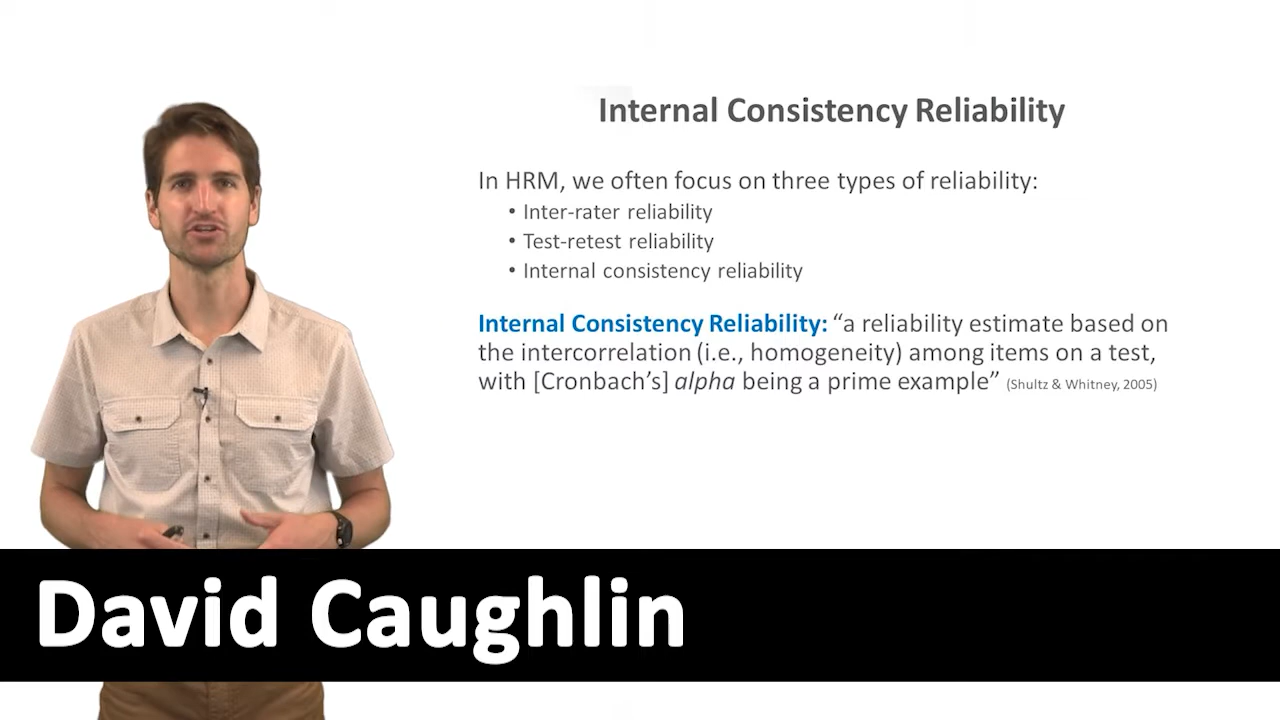 Internal Consistency Reliability
In HRM, we often focus on three types of reliability:
• Inter-rater reliability
• Test-retest reliability
• Internal consistency reliability
Internal Consistency Reliability: “a reliability estimate based on
the intercorrelation (i.e., homogeneity) among items on a test,
with [Cronbach’s] alpha being a prime example” (Shultz & Whitney, 2005)
David Caughlin